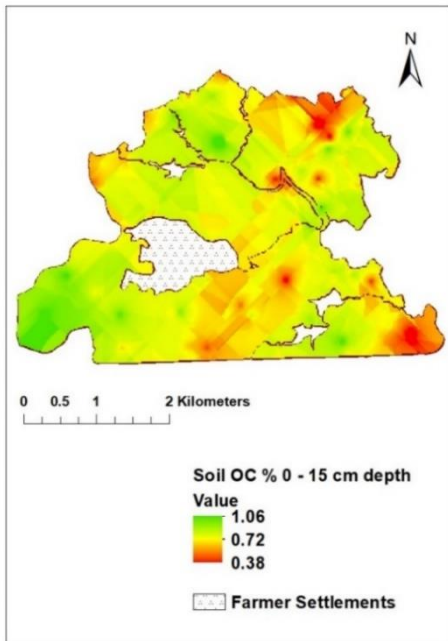 N
0 0.5 1 2 Kilometers
Soil OC % 0 - 15 cm depth
Value
1.06
0.72
0.38
Farmer Settlements